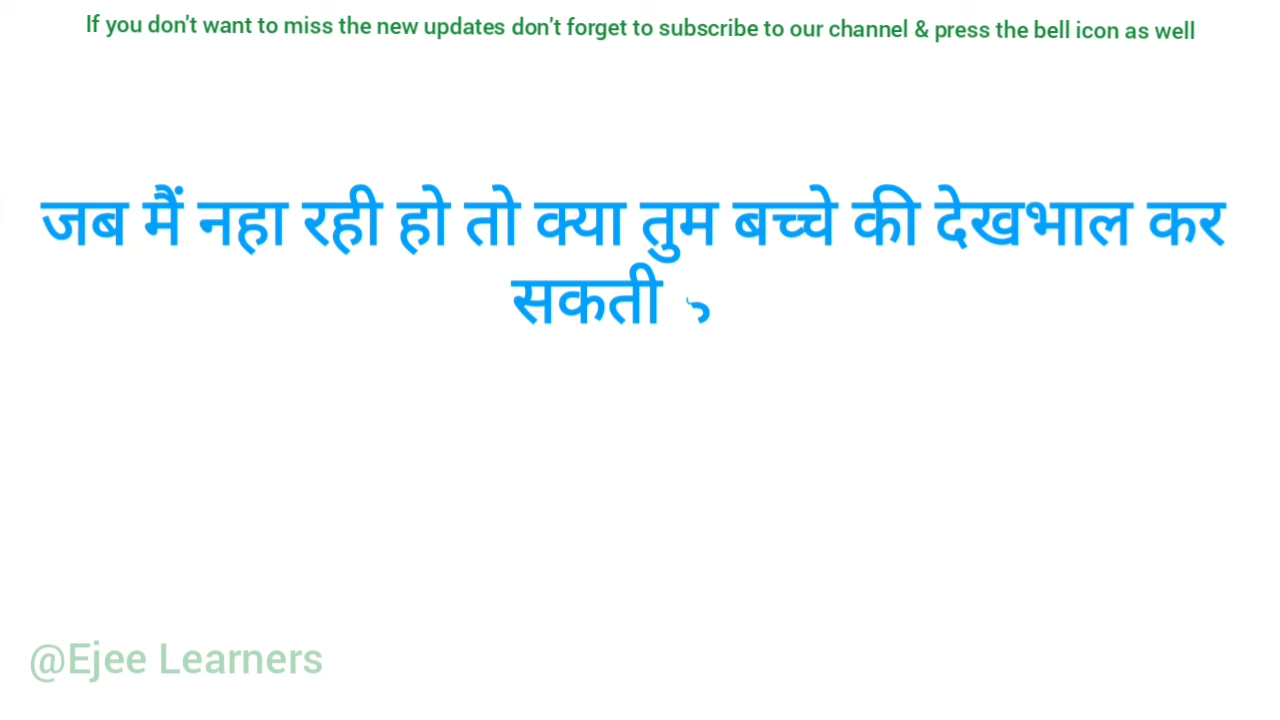 If you don't want to miss the new updates don't forget to subscribe to our channel & press the bell icon as well
जब मैं नहा रही हो तो क्या तुम बच्चे की देखभाल कर
सकती
@Ejee Learners